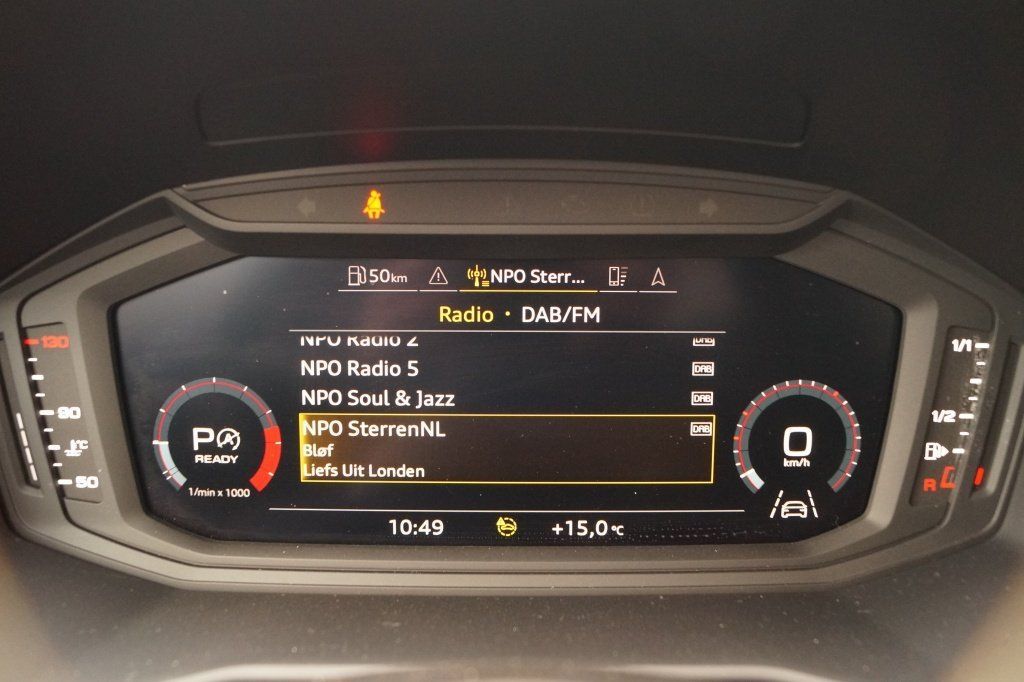 50km NPO Sterr...
Radio · DAB/FM
NPO Radio 2 DAB
NPO Radio 5 DAB
NPO Soul & Jazz DAB
NPO SterrenNL DAB
Bløf
Liefs Uit Londen
10:49 +15,0°C
130
90
°C
50
P A
READY
1/min x 1000
0
km/h
1/1
1/2
R